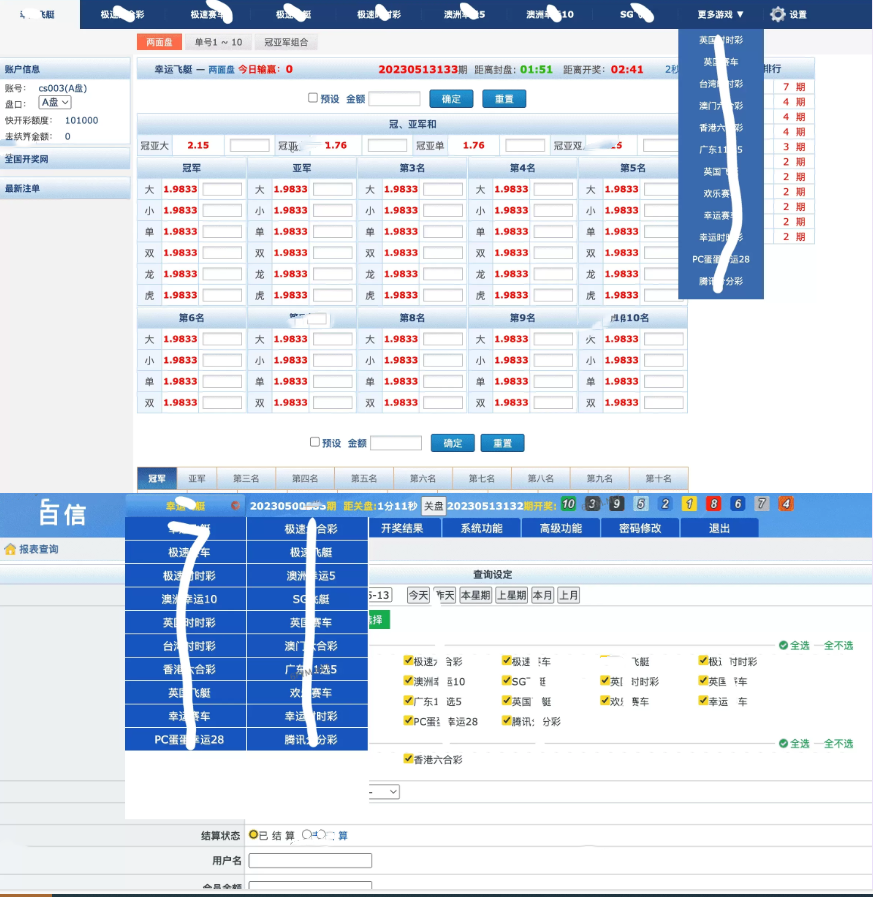 飞艇 极速 合彩 极速赛车 极速 艇 极速 时彩 澳洲 5 澳洲 10 SG 更多游戏 ▼ 设置
两面盘 单号1 ~ 10 冠亚军组合
英国 时彩
英国赛车
台湾时时彩
澳门六合彩
香港六合彩
广东11选5
英国飞
欢乐赛
幸运赛车
幸运时时彩
PC蛋蛋幸运28
腾讯分分彩
账户信息
账号: cs003(A盘)
盘口: A盘
快开彩额度: 101000
未结算金额: 0
全国开奖网
最新注单
幸运飞艇 — 两面盘 今日输赢: 0 20230513133期 距离封盘: 01:51 距离开奖: 02:41 2秒 排行
7 期
4 期
4 期
4 期
3 期
2 期
2 期
2 期
2 期
2 期
2 期
预设 金额 确定 重置
冠、亚军和
冠亚大 2.15 冠亚 1.76 冠亚单 1.76 冠亚双
冠军 亚军 第3名 第4名 第5名
大 1.9833 大 1.9833 大 1.9833 大 1.9833 大 1.9833
小 1.9833 小 1.9833 小 1.9833 小 1.9833 小 1.9833
单 1.9833 单 1.9833 单 1.9833 单 1.9833 单 1.9833
双 1.9833 双 1.9833 双 1.9833 双 1.9833 双 1.9833
龙 1.9833 龙 1.9833 龙 1.9833 龙 1.9833 龙 1.9833
虎 1.9833 虎 1.9833 虎 1.9833 虎 1.9833 虎 1.9833
第6名 第8名 第9名 第10名
大 1.9833 大 1.9833 大 1.9833 大 1.9833 大 1.9833
小 1.9833 小 1.9833 小 1.9833 小 1.9833 小 1.9833
单 1.9833 单 1.9833 单 1.9833 单 1.9833 单 1.9833
双 1.9833 双 1.9833 双 1.9833 双 1.9833 双 1.9833
预设 金额 确定 重置
冠军 亚军 第三名 第四名 第五名 第六名 第七名 第八名 第九名 第十名
百信
距关盘:1分11秒 关盘 20230513132期开奖: 10 3 9 5 2 1 8 6 7 4
开奖结果 系统功能 高级功能 密码修改 退出
报表查询
飞艇 极速 合彩
极速赛车 极速飞艇
极速时时彩 澳洲幸运5
澳洲幸运10 SG飞艇
英国时时彩 英国赛车
台湾时时彩 澳门六合彩
香港六合彩 广东11选5
英国飞艇 欢乐赛车
幸运赛车 幸运时时彩
PC蛋蛋幸运28 腾讯分分彩
查询设定
5-13 今天 昨天 本星期 上星期 本月 上月
择
全选 全不选
极速六合彩 极速 车 飞艇 极速时时彩
澳洲 10 SG 艇 英国时时彩 英国 车
广东1 选5 英国 艇 欢乐赛车 幸运 车
PC蛋蛋幸运28 腾讯分分彩
全选 全不选
香港六合彩
结算状态 已 结 算 算
用户名
会员金额